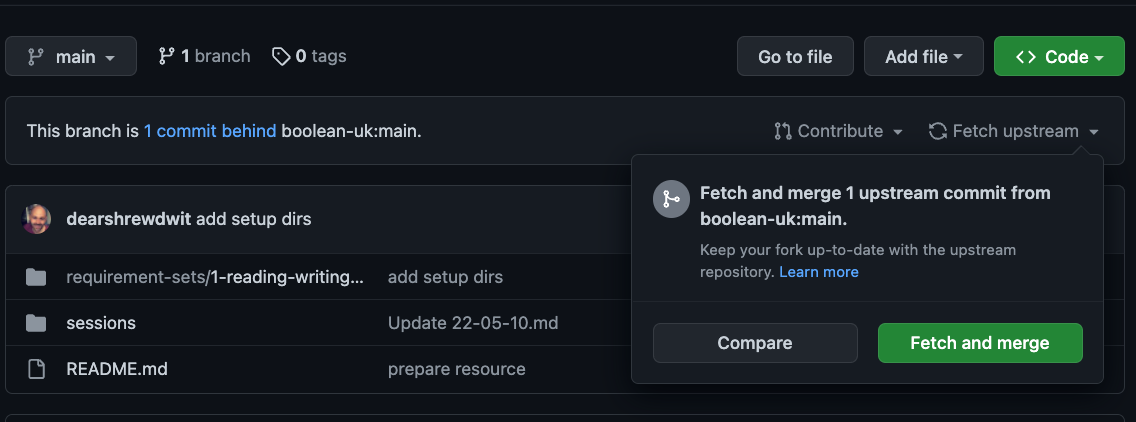 main 1 branch 0 tags Go to file Add file Code
This branch is 1 commit behind boolean-uk:main. Contribute Fetch upstream
Fetch and merge 1 upstream commit from
boolean-uk:main.
Keep your fork up-to-date with the upstream
repository. Learn more
Compare Fetch and merge
dearshrewdwit add setup dirs
requirement-sets/1-reading-writing... add setup dirs
sessions Update 22-05-10.md
README.md prepare resource